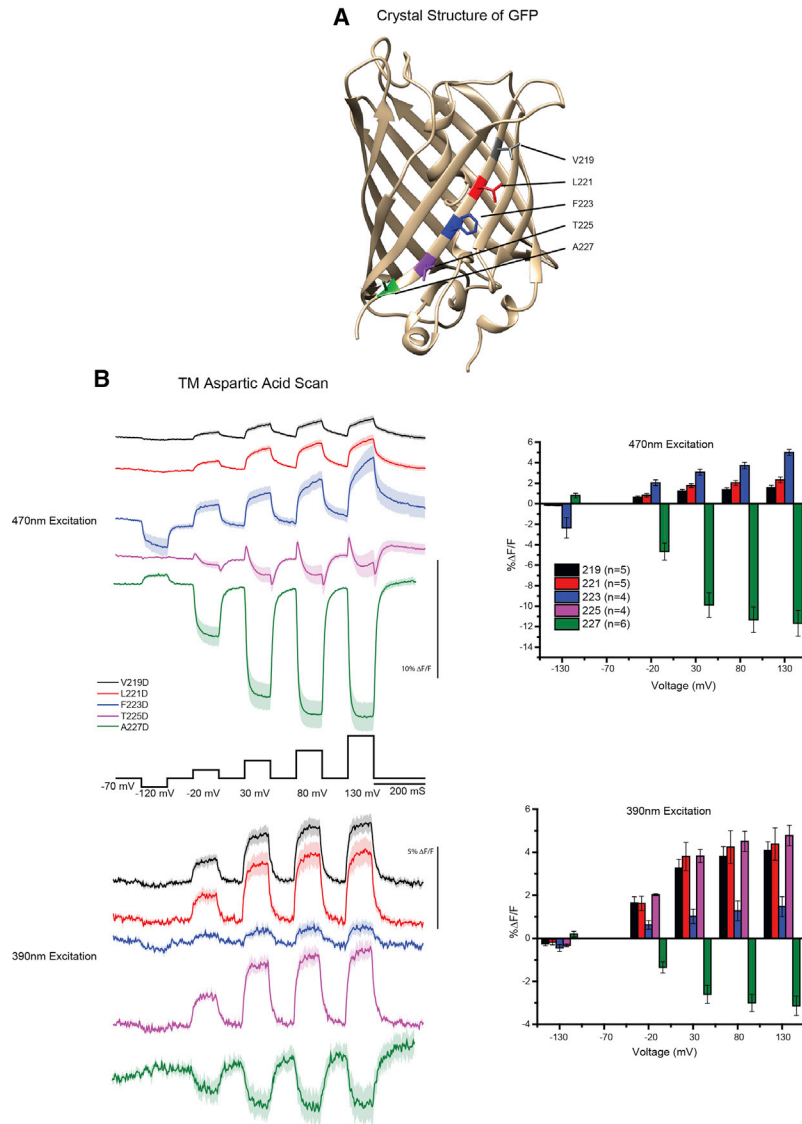 A Crystal Structure of GFP
V219
L221
F223
T225
A227
B TM Aspartic Acid Scan
470nm Excitation
10% ΔF/F
V219D
L221D
F223D
T225D
A227D
-70 mV
-120 mV
-20 mV
30 mV
80 mV
130 mV
200 mS
390nm Excitation
5% ΔF/F
470nm Excitation
%ΔF/F
6
4
2
0
-2
-4
-6
-8
-10
-12
-14
219 (n=5)
221 (n=5)
223 (n=4)
225 (n=4)
227 (n=6)
-130 -70 -20 30 80 130
Voltage (mV)
390nm Excitation
%ΔF/F
6
4
2
0
-2
-4
-130 -70 -20 30 80 130
Voltage (mV)